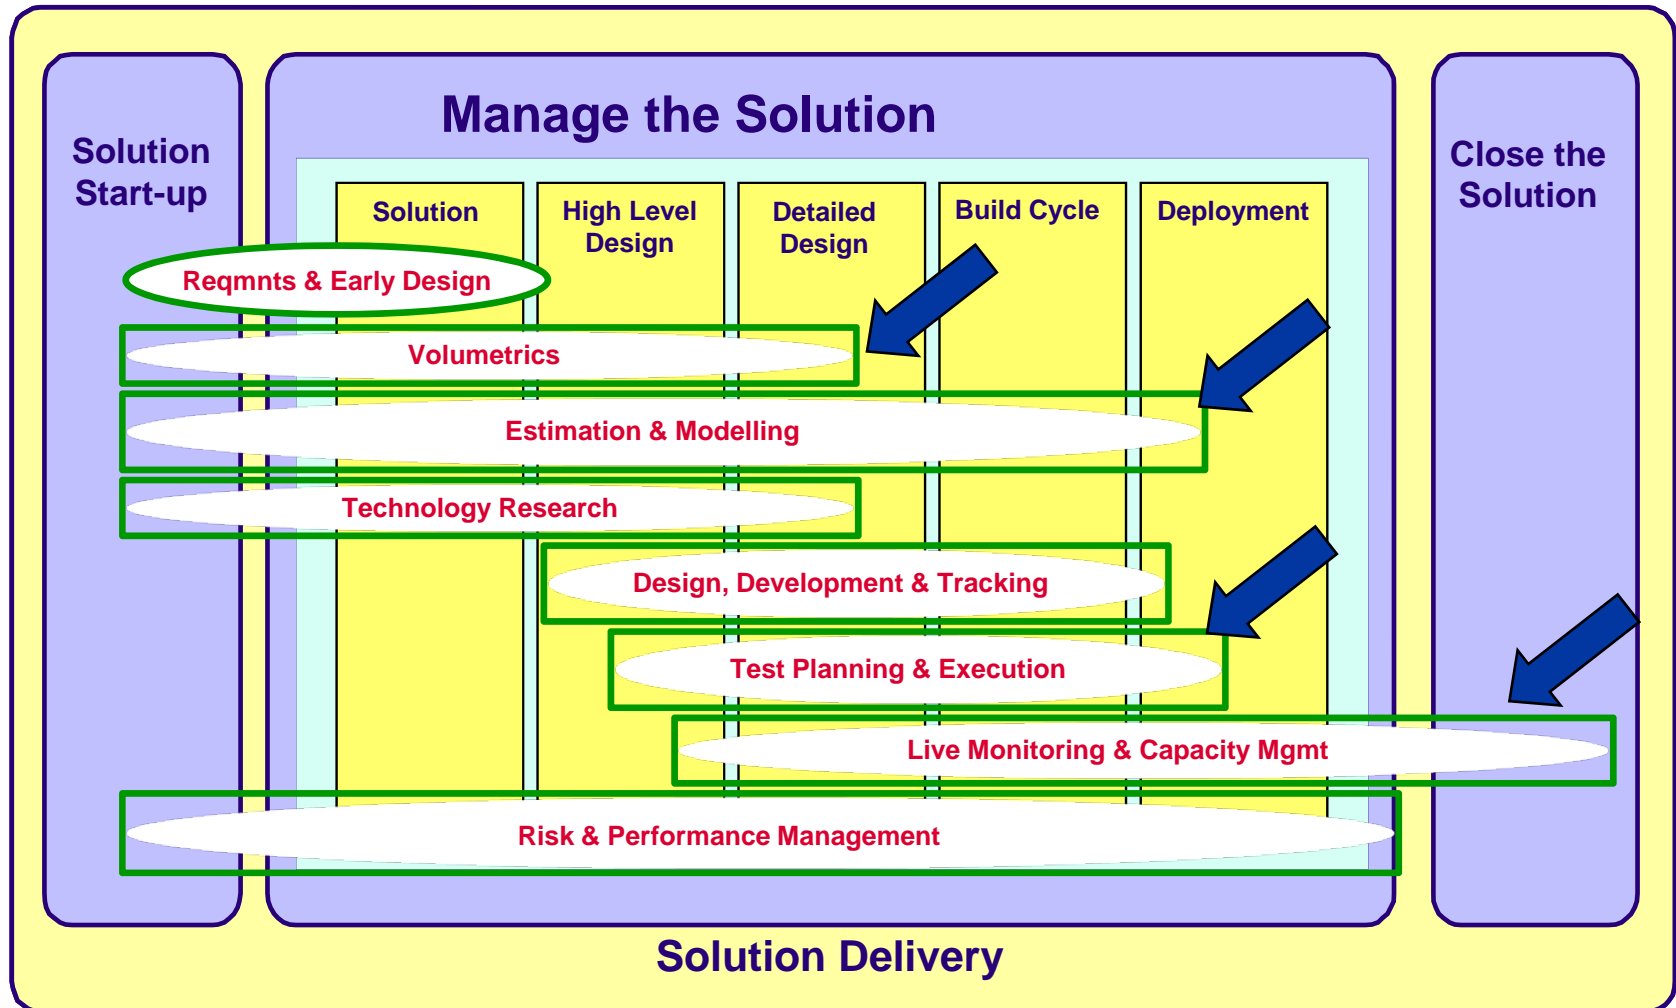 Manage the Solution
Solution
Start-up
Close the
Solution
Solution
High Level
Design
Detailed
Design
Build Cycle
Deployment
Reqmnts & Early Design
Volumetrics
Estimation & Modelling
Technology Research
Design, Development & Tracking
Test Planning & Execution
Live Monitoring & Capacity Mgmt
Risk & Performance Management
Solution Delivery